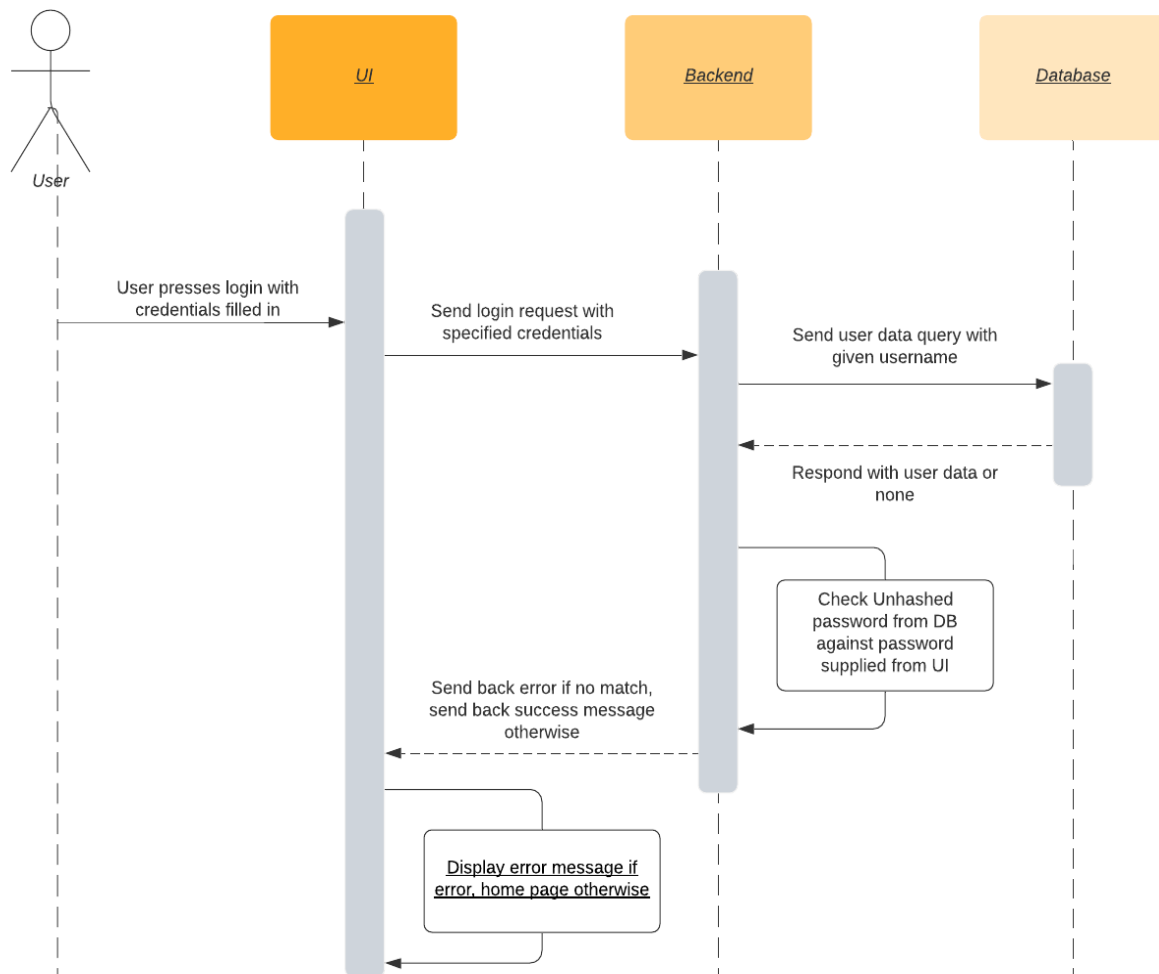 UI
Backend
Database
User
User presses login with
credentials filled in
Send login request with
specified credentials
Send user data query with
given username
Respond with user data or
none
Check Unhashed
password from DB
against password
supplied from UI
Send back error if no match,
send back success message
otherwise
Display error message if
error, home page otherwise